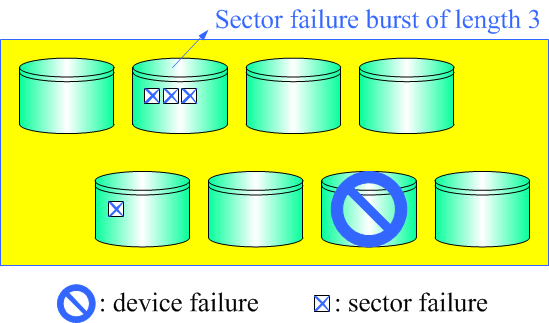 Sector failure burst of length 3
: device failure : sector failure